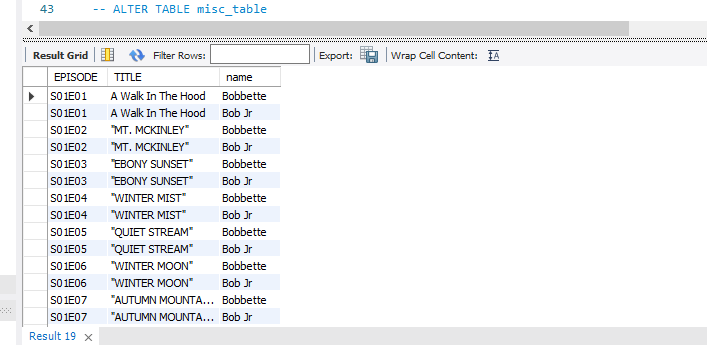 43 -- ALTER TABLE misc_table
Result Grid Filter Rows: Export: Wrap Cell Content: IA
EPISODE TITLE name
S01E01 A Walk In The Hood Bobbette
S01E01 A Walk In The Hood Bob Jr
S01E02 "MT. MCKINLEY" Bobbette
S01E02 "MT. MCKINLEY" Bob Jr
S01E03 "EBONY SUNSET" Bobbette
S01E03 "EBONY SUNSET" Bob Jr
S01E04 "WINTER MIST" Bobbette
S01E04 "WINTER MIST" Bob Jr
S01E05 "QUIET STREAM" Bobbette
S01E05 "QUIET STREAM" Bob Jr
S01E06 "WINTER MOON" Bobbette
S01E06 "WINTER MOON" Bob Jr
S01E07 "AUTUMN MOUNTA... Bobbette
S01E07 "AUTUMN MOUNTA... Bob Jr
Result 19